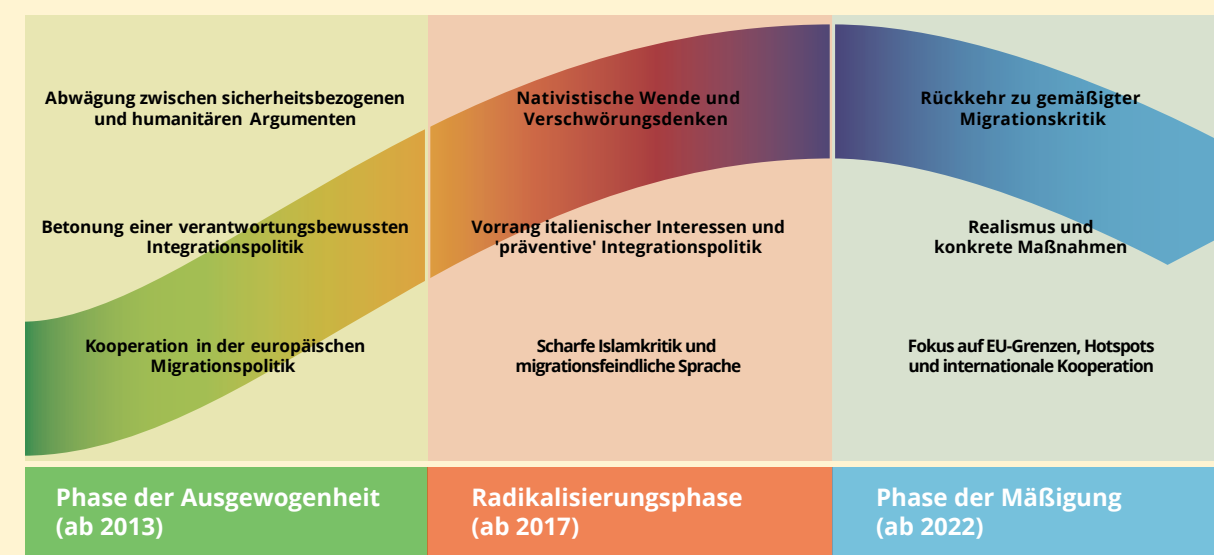 Abwägung zwischen sicherheitsbezogenen
und humanitären Argumenten
Betonung einer verantwortungsbewussten
Integrationspolitik
Kooperation in der europäischen
Migrationspolitik
Phase der Ausgewogenheit
(ab 2013)
Nativistische Wende und
Verschwörungsdenken
Vorrang italienischer Interessen und
'präventive' Integrationspolitik
Scharfe Islamkritik und
migrationsfeindliche Sprache
Radikalisierungsphase
(ab 2017)
Rückkehr zu gemäßigter
Migrationskritik
Realismus und
konkrete Maßnahmen
Fokus auf EU-Grenzen, Hotspots
und internationale Kooperation
Phase der Mäßigung
(ab 2022)